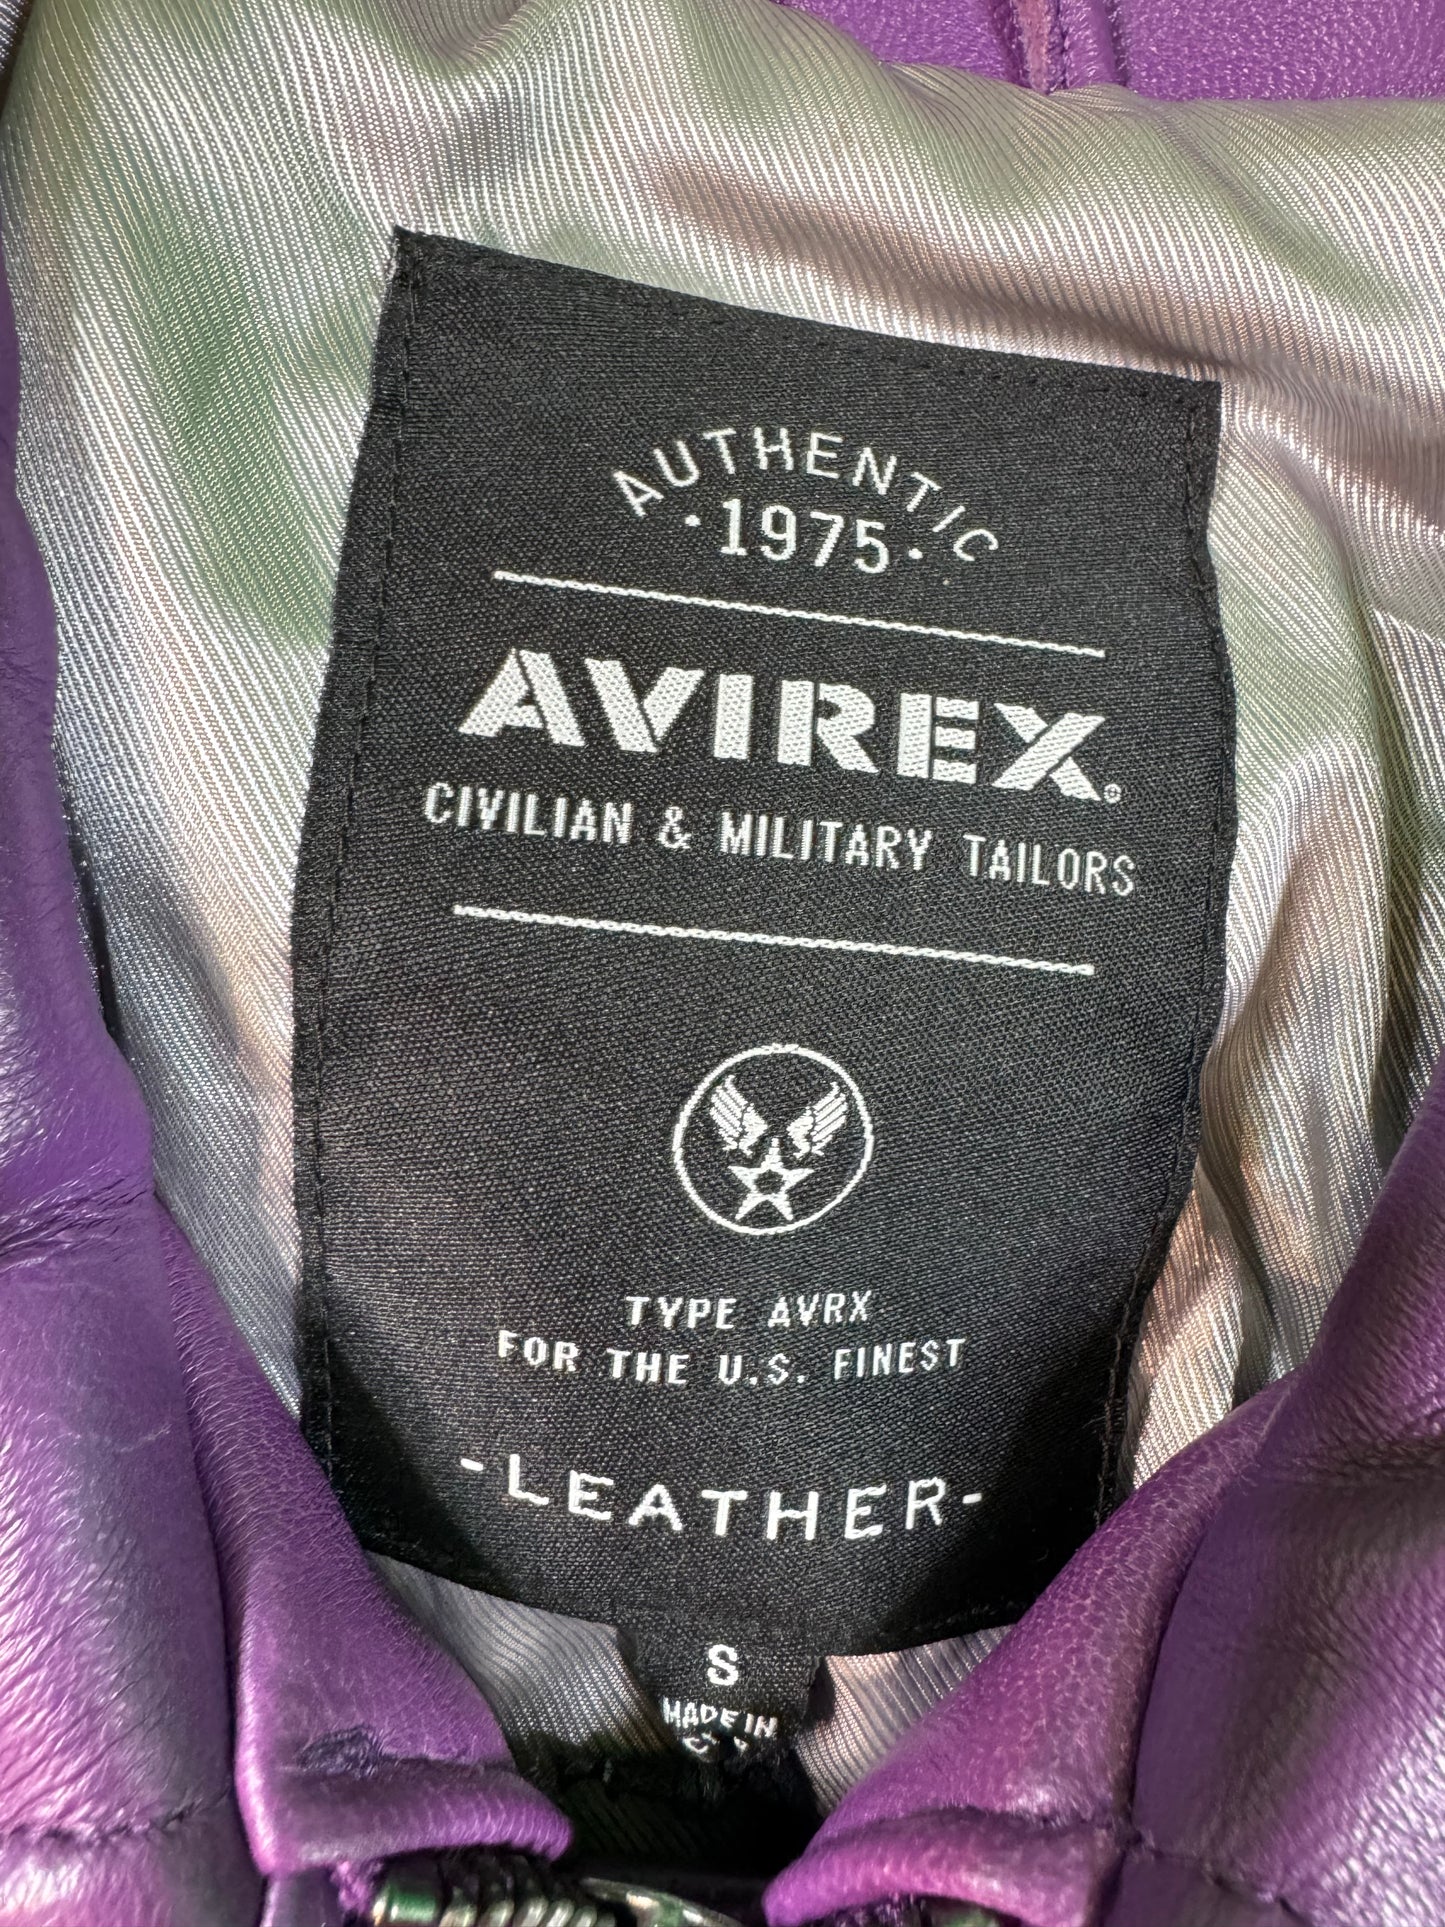 AUTHENTIC
·1975·
AVIREX®
CIVILIAN & MILITARY TAILORS
TYPE AVRX
FOR THE U.S. FINEST
-LEATHER-
S
MADE IN